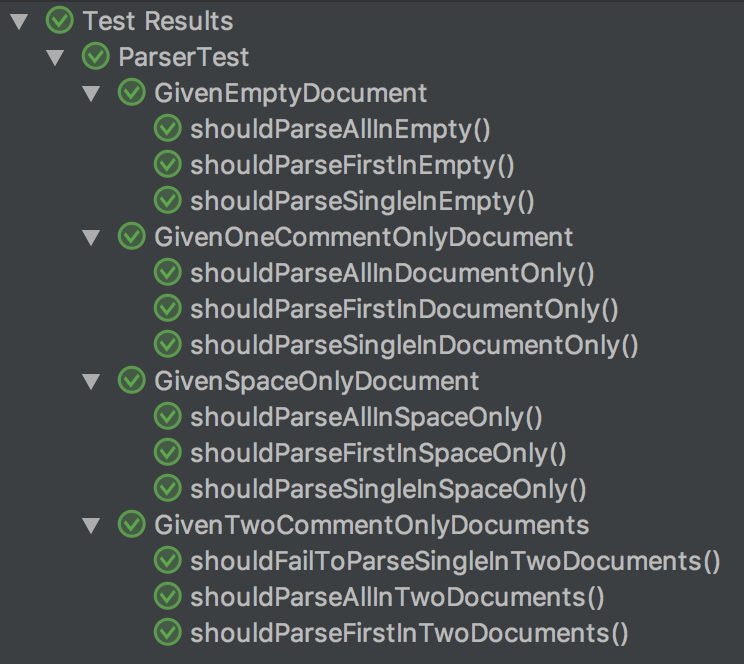 Test Results
ParserTest
GivenEmptyDocument
shouldParseAllInEmpty()
shouldParseFirstInEmpty()
shouldParseSingleInEmpty()
GivenOneCommentOnlyDocument
shouldParseAllInDocumentOnly()
shouldParseFirstInDocumentOnly()
shouldParseSingleInDocumentOnly()
GivenSpaceOnlyDocument
shouldParseAllInSpaceOnly()
shouldParseFirstInSpaceOnly()
shouldParseSingleInSpaceOnly()
GivenTwoCommentOnlyDocuments
shouldFailToParseSingleInTwoDocuments()
shouldParseAllInTwoDocuments()
shouldParseFirstInTwoDocuments()